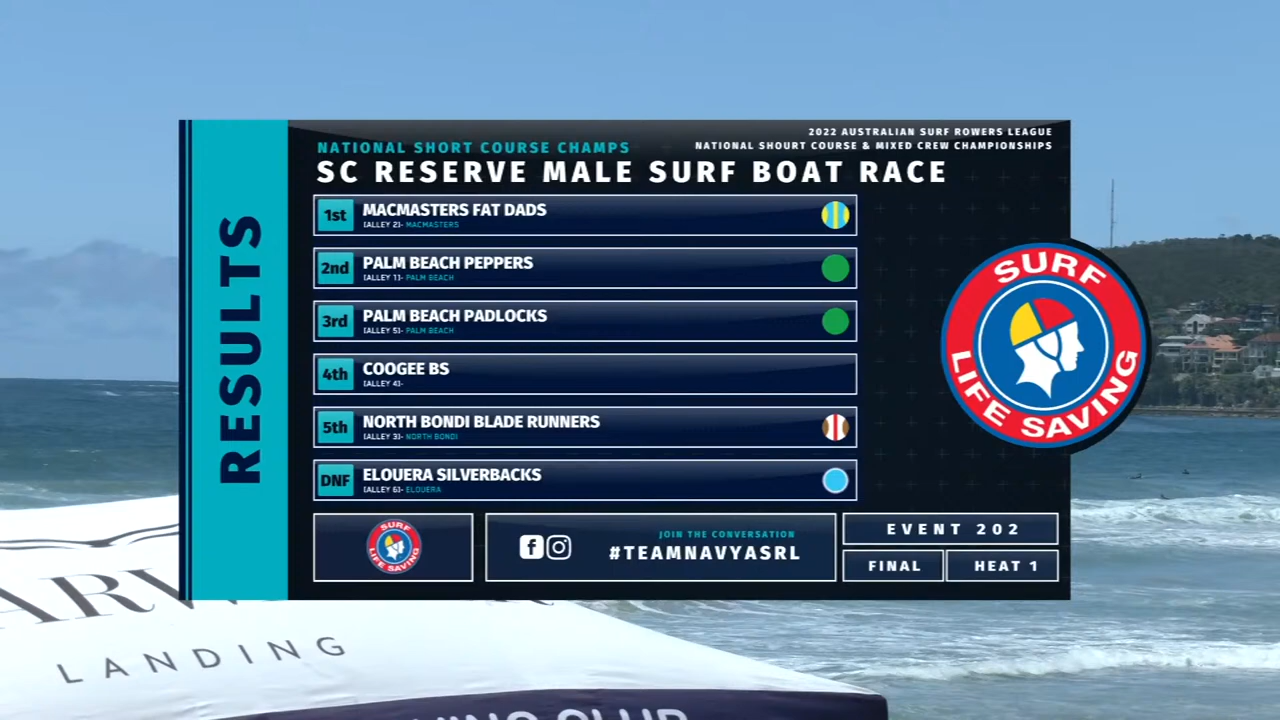 2022 AUSTRALIAN SURF ROWERS LEAGUE
NATIONAL SHORT COURSE CHAMPS
NATIONAL SHOURT COURSE & MIXED CREW CHAMPIONSHIPS
SC RESERVE MALE SURF BOAT RACE
RESULTS
1st MACMASTERS FAT DADS
(ALLEY 2)- MACMASTERS
2nd PALM BEACH PEPPERS
(ALLEY 1)- PALM BEACH
3rd PALM BEACH PADLOCKS
(ALLEY 5)- PALM BEACH
4th COOGEE BS
(ALLEY 4)-
5th NORTH BONDI BLADE RUNNERS
(ALLEY 3)- NORTH BONDI
DNF ELOUERA SILVERBACKS
(ALLEY 6)- ELOUERA
SURF
LIFE SAVING
SURF
LIFE SAVING
JOIN THE CONVERSATION
#TEAMNAVYASRL
EVENT 202
FINAL
HEAT 1
LANDING
CLUB